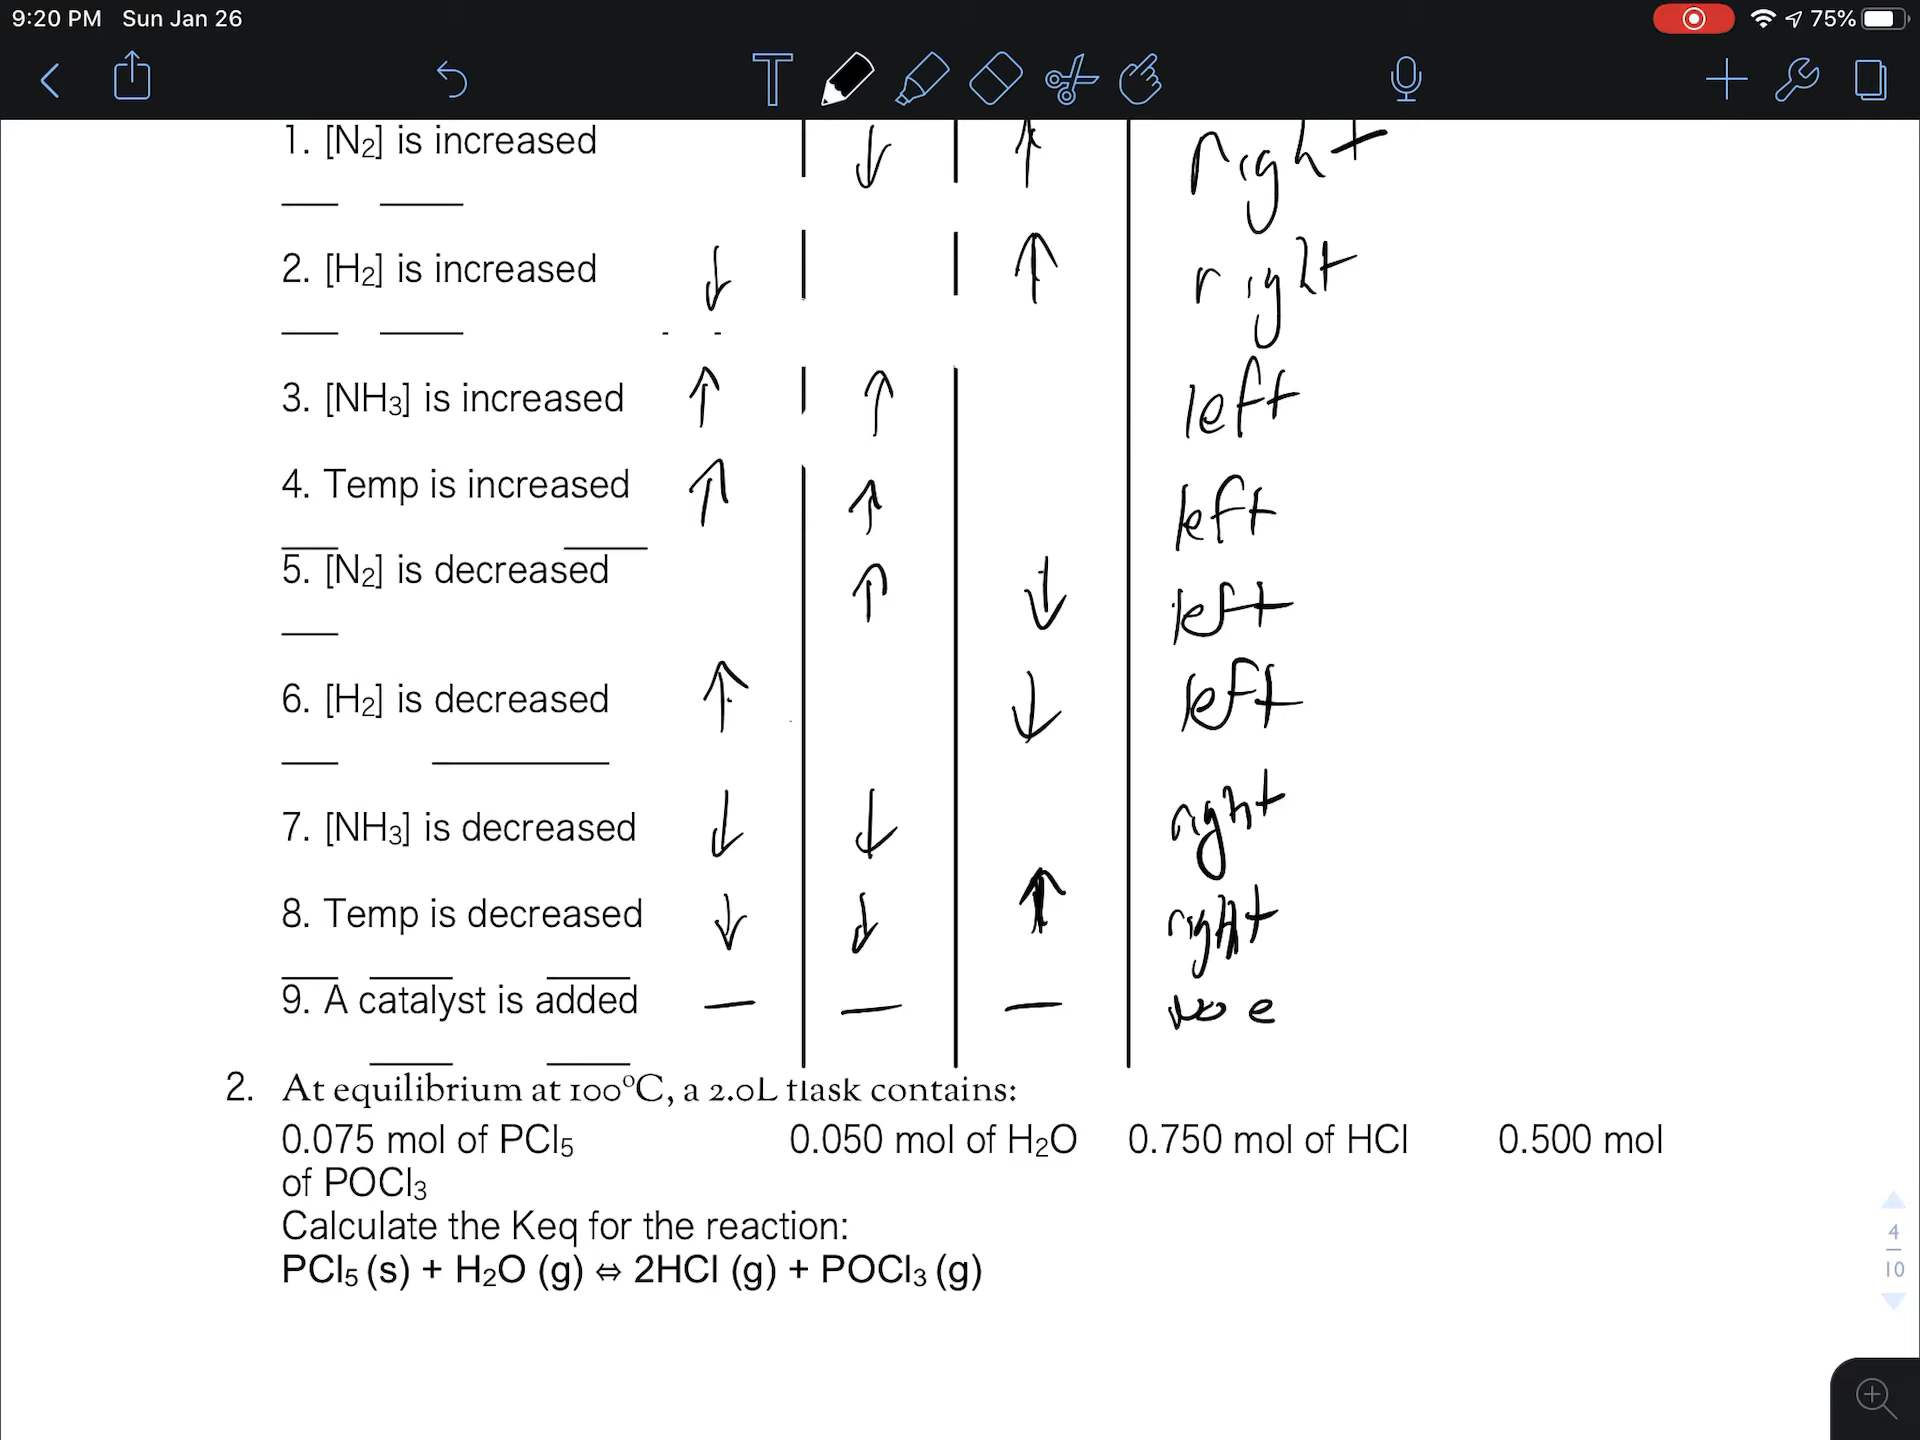 9:20 PM Sun Jan 26 75%
T
1. [N2] is increased ↓ ↑ right
2. [H2] is increased ↓ ↑ right
3. [NH3] is increased ↑ ↑ left
4. Temp is increased ↑ ↑ left
5. [N2] is decreased ↑ ↓ left
6. [H2] is decreased ↑ ↓ left
7. [NH3] is decreased ↓ ↓ right
8. Temp is decreased ↓ ↓ ↑ right
9. A catalyst is added — — —
2. At equilibrium at 100°C, a 2.0L flask contains:
0.075 mol of PCl5 0.050 mol of H2O 0.750 mol of HCl 0.500 mol
of POCl3
Calculate the Keq for the reaction:
PCl5 (s) + H2O (g) ⇔ 2HCl (g) + POCl3 (g)
4
10